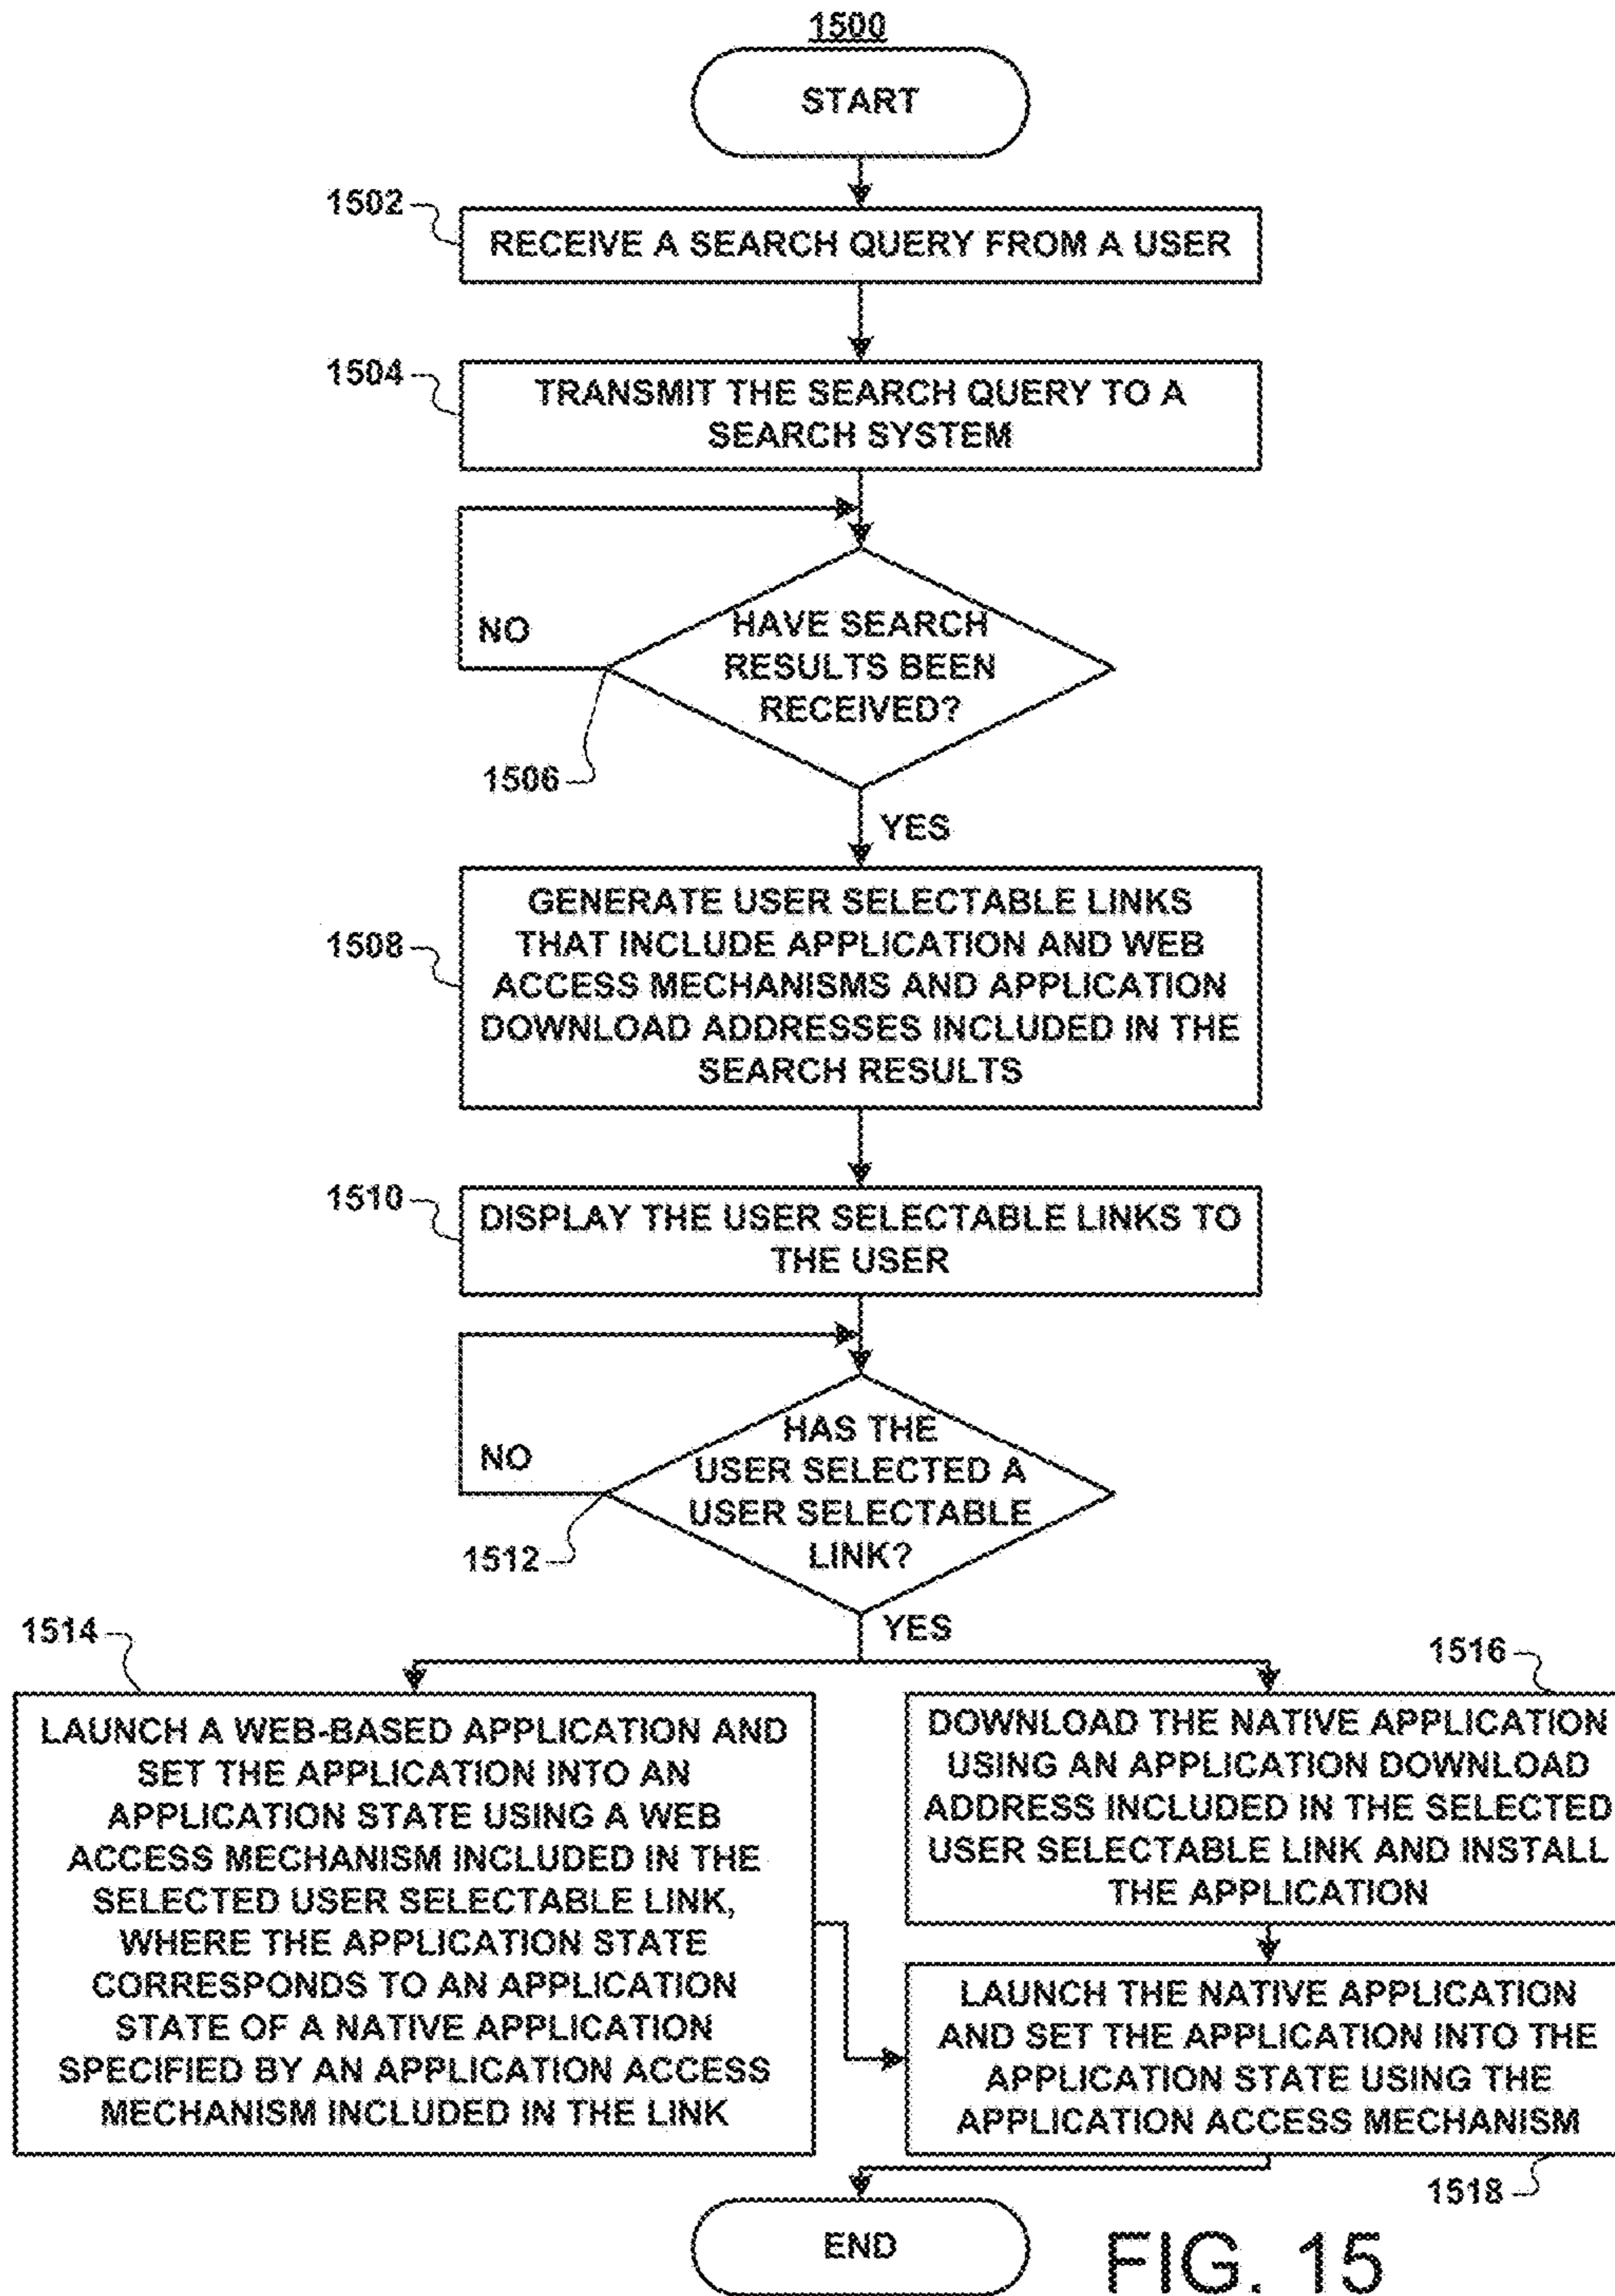 1500
START
1502
RECEIVE A SEARCH QUERY FROM A USER
1504
TRANSMIT THE SEARCH QUERY TO A
SEARCH SYSTEM
NO
HAVE SEARCH
RESULTS BEEN
RECEIVED?
1506
YES
1508
GENERATE USER SELECTABLE LINKS
THAT INCLUDE APPLICATION AND WEB
ACCESS MECHANISMS AND APPLICATION
DOWNLOAD ADDRESSES INCLUDED IN THE
SEARCH RESULTS
1510
DISPLAY THE USER SELECTABLE LINKS TO
THE USER
NO
HAS THE
USER SELECTED A
USER SELECTABLE
LINK?
1512
YES
1514
LAUNCH A WEB-BASED APPLICATION AND
SET THE APPLICATION INTO AN
APPLICATION STATE USING A WEB
ACCESS MECHANISM INCLUDED IN THE
SELECTED USER SELECTABLE LINK,
WHERE THE APPLICATION STATE
CORRESPONDS TO AN APPLICATION
STATE OF A NATIVE APPLICATION
SPECIFIED BY AN APPLICATION ACCESS
MECHANISM INCLUDED IN THE LINK
1516
DOWNLOAD THE NATIVE APPLICATION
USING AN APPLICATION DOWNLOAD
ADDRESS INCLUDED IN THE SELECTED
USER SELECTABLE LINK AND INSTALL
THE APPLICATION
LAUNCH THE NATIVE APPLICATION
AND SET THE APPLICATION INTO THE
APPLICATION STATE USING THE
APPLICATION ACCESS MECHANISM
1518
END
FIG. 15